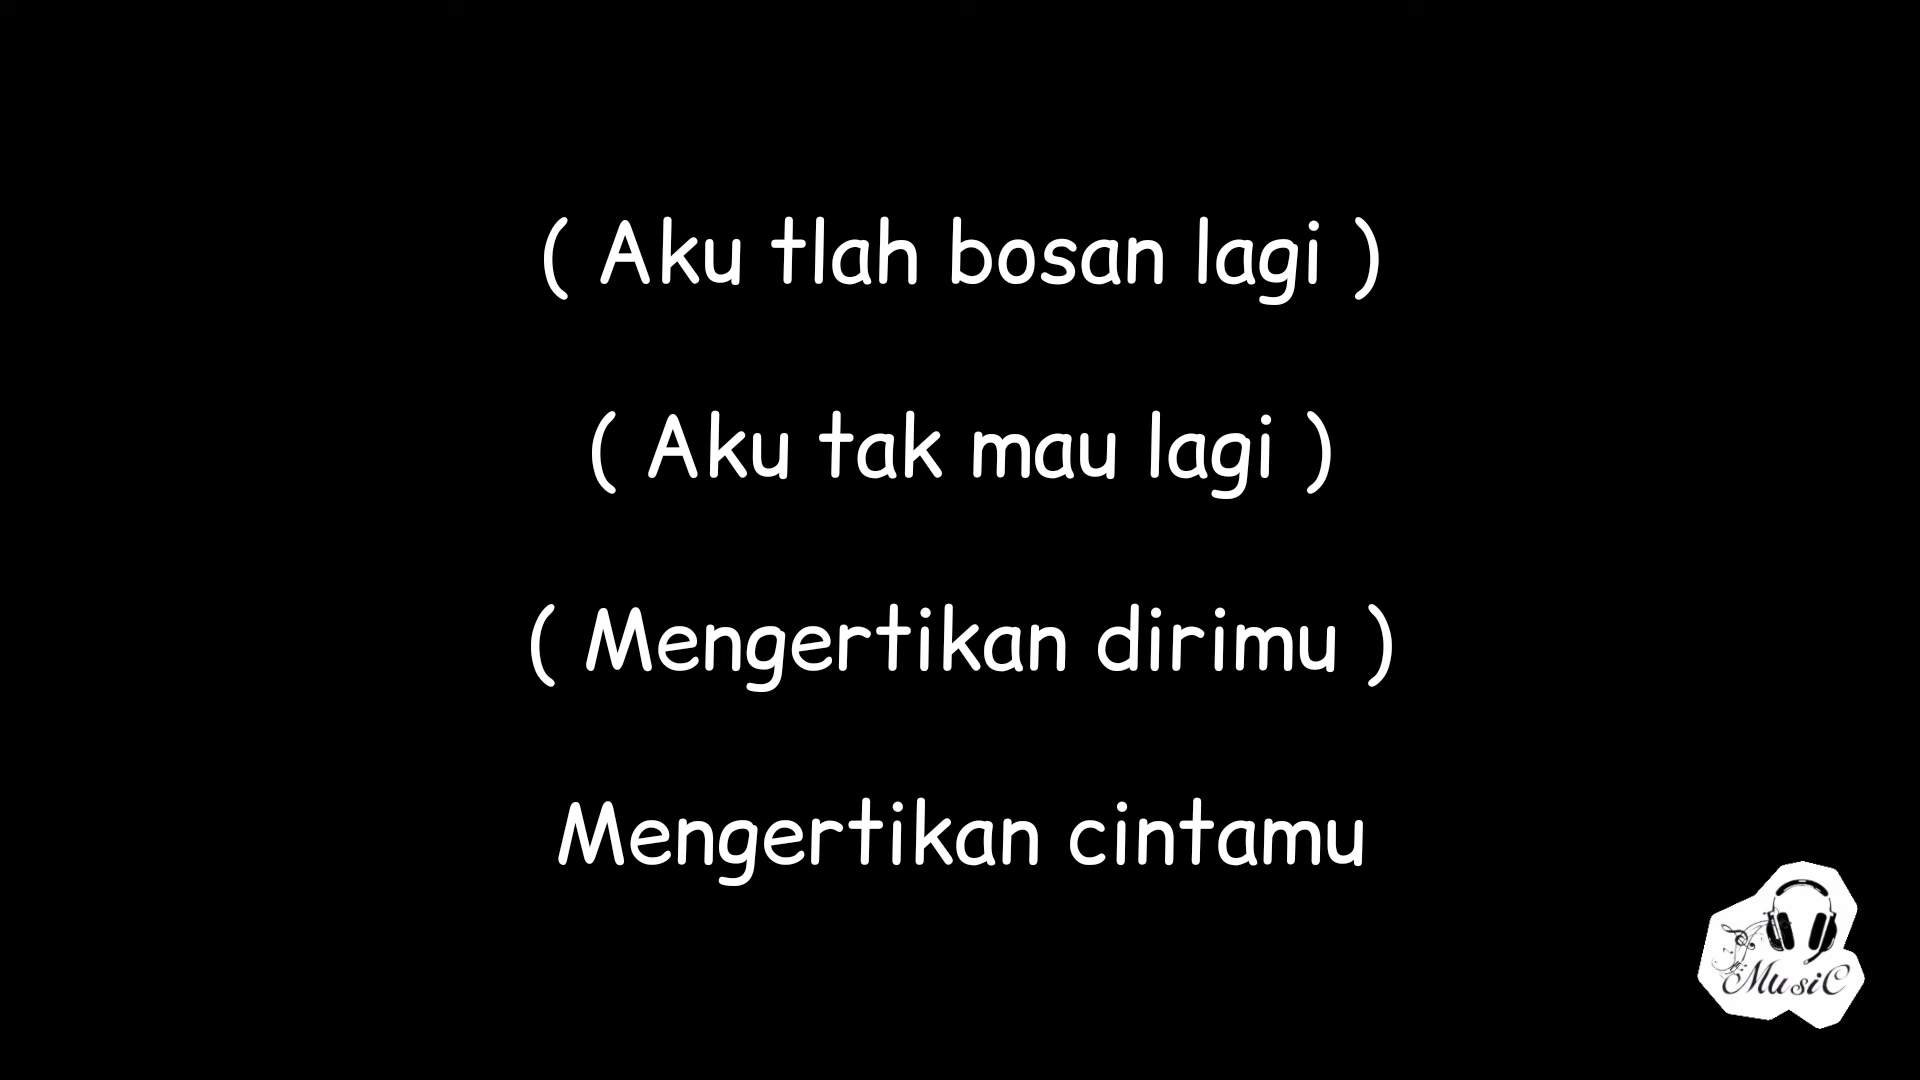 ( Aku tlah bosan lagi )
( Aku tak mau lagi )
( Mengertikan dirimu )
Mengertikan cintamu
MusiC